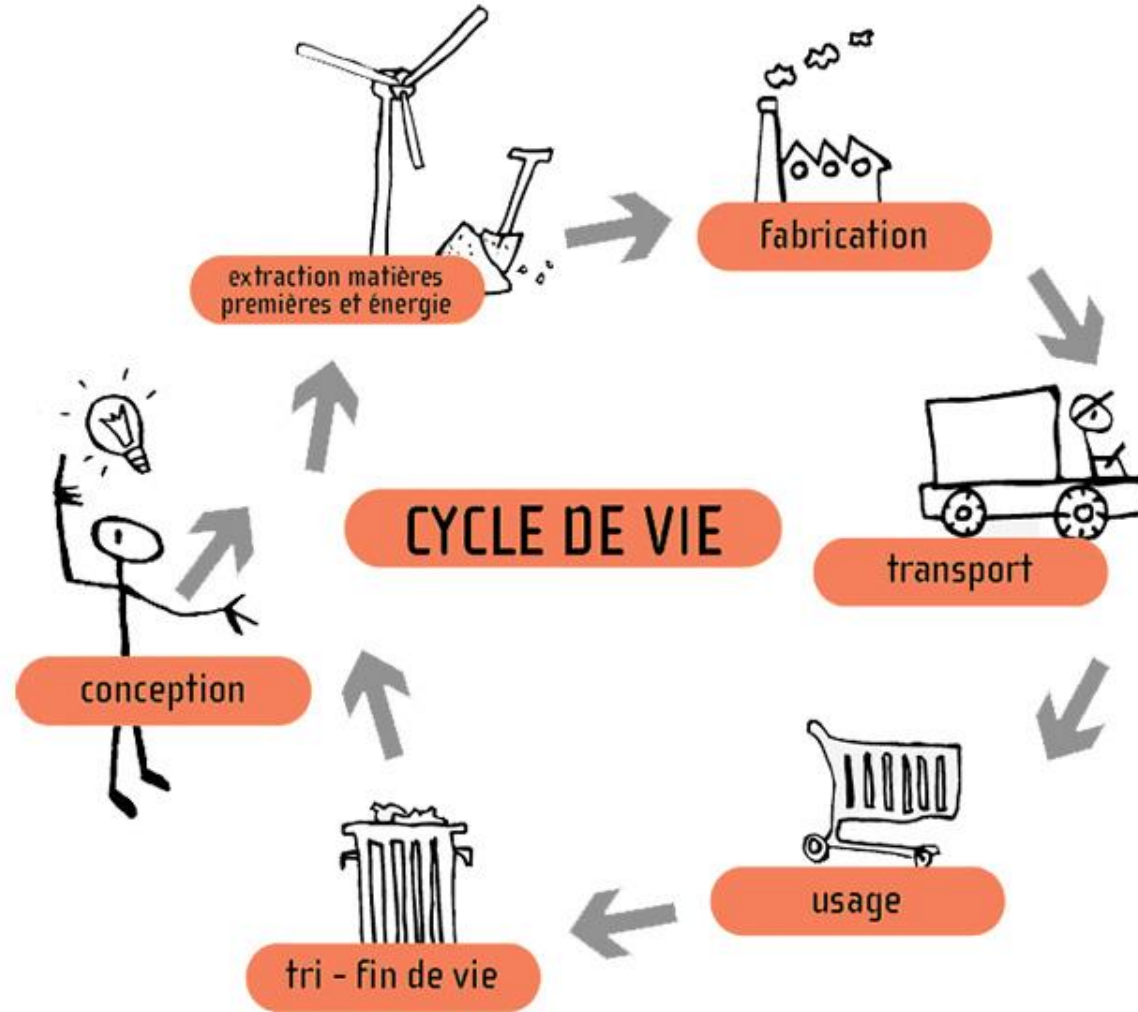 extraction matières
premières et énergie
fabrication
CYCLE DE VIE
transport
conception
usage
tri - fin de vie